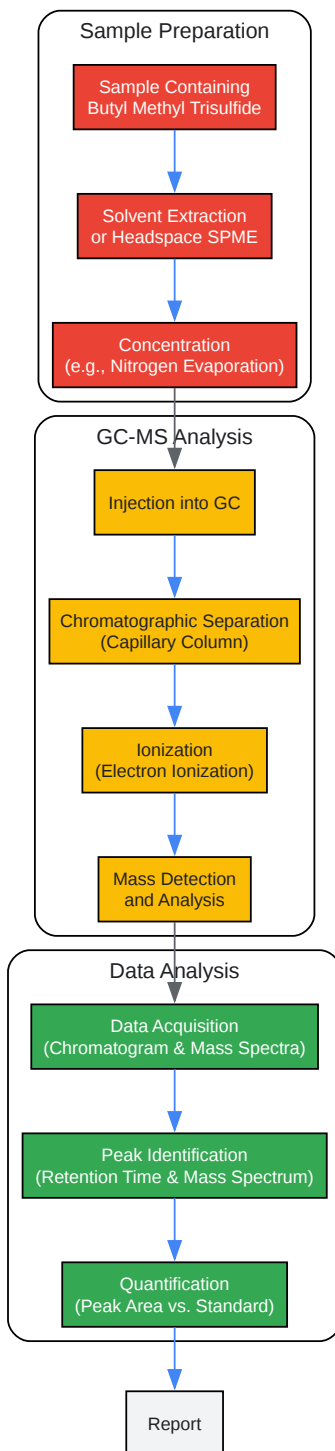 Sample Preparation
Sample Containing
Butyl Methyl Trisulfide
Solvent Extraction
or Headspace SPME
Concentration
(e.g., Nitrogen Evaporation)
GC-MS Analysis
Injection into GC
Chromatographic Separation
(Capillary Column)
Ionization
(Electron Ionization)
Mass Detection
and Analysis
Data Analysis
Data Acquisition
(Chromatogram & Mass Spectra)
Peak Identification
(Retention Time & Mass Spectrum)
Quantification
(Peak Area vs. Standard)
Report